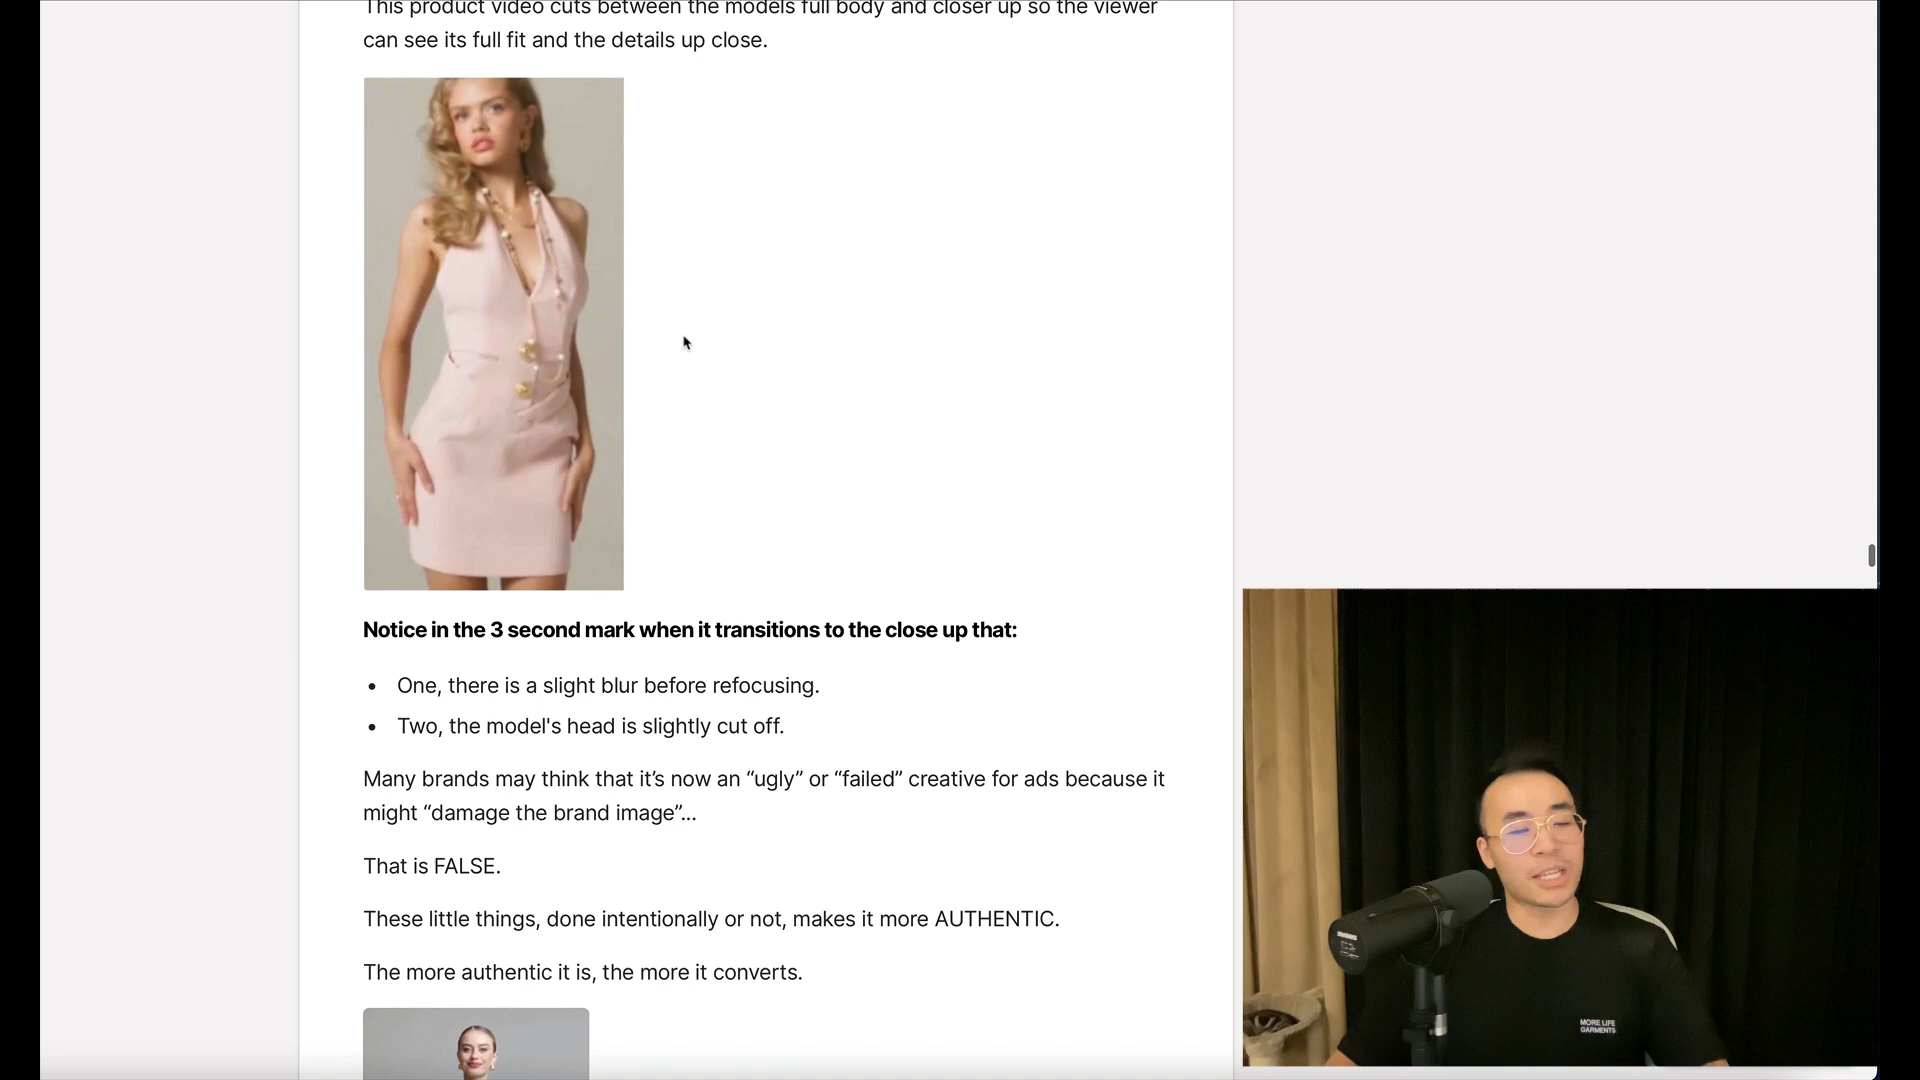 This product video cuts between the models full body and closer up so the viewer
can see its full fit and the details up close.
Notice in the 3 second mark when it transitions to the close up that:
• One, there is a slight blur before refocusing.
• Two, the model's head is slightly cut off.
Many brands may think that it’s now an “ugly” or “failed” creative for ads because it
might “damage the brand image”...
That is FALSE.
These little things, done intentionally or not, makes it more AUTHENTIC.
The more authentic it is, the more it converts.
MORE LIFE
GARMENTS